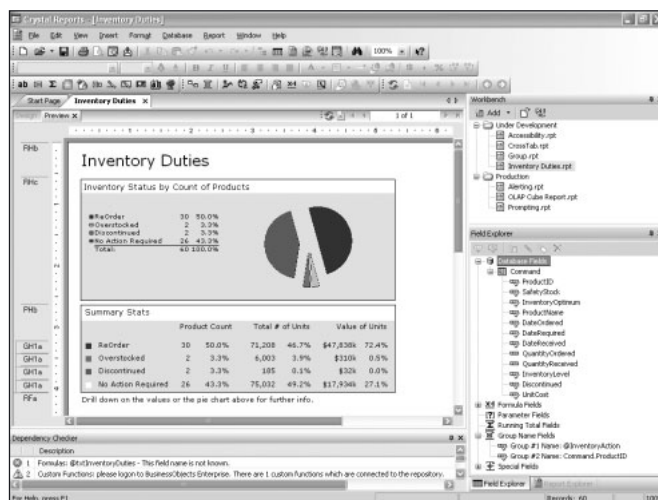 Crystal Reports - [Inventory Duties]
File Edit View Insert Format Database Report Window Help
100%
Start Page Inventory Duties
Design Preview 1 of 1
RHb
Inventory Duties
RHc
Inventory Status by Count of Products
ReOrder 30 50.0%
Overstocked 2 3.3%
Discontinued 2 3.3%
No Action Required 26 43.3%
Total: 60 100.0%
PHb
Summary Stats
Product Count Total # of Units Value of Units
GH1a ReOrder 30 50.0% 71,208 46.7% $47,838k 72.4%
GH1a Overstocked 2 3.3% 6,003 3.9% $310k 0.5%
GH1a Discontinued 2 3.3% 185 0.1% $32k 0.0%
GH1a No Action Required 26 43.3% 75,032 49.2% $17,934k 27.1%
RFa Drill down on the values or the pie chart above for further info.
Dependency Checker
Description
1 Formulas: @txtInventoryDuties - This field name is not known.
2 Custom Functions: please logon to BusinessObjects Enterprise. There are 1 custom functions which are connected to the repository.
For Help, press F1
Workbench
Add
Under Development
Accessibility.rpt
CrossTab.rpt
Group.rpt
Inventory Duties.rpt
Production
Alerting.rpt
OLAP Cube Report.rpt
Prompting.rpt
Field Explorer
Database Fields
Command
ProductID
SafetyStock
InventoryOptimum
ProductName
DateOrdered
DateRequired
DateReceived
QuantityOrdered
QuantityReceived
InventoryLevel
Discontinued
UnitCost
Formula Fields
Parameter Fields
Running Total Fields
Group Name Fields
Group #1 Name: @InventoryAction
Group #2 Name: Command.ProductID
Special Fields
Field Explorer Report Explorer
Records: 60 100